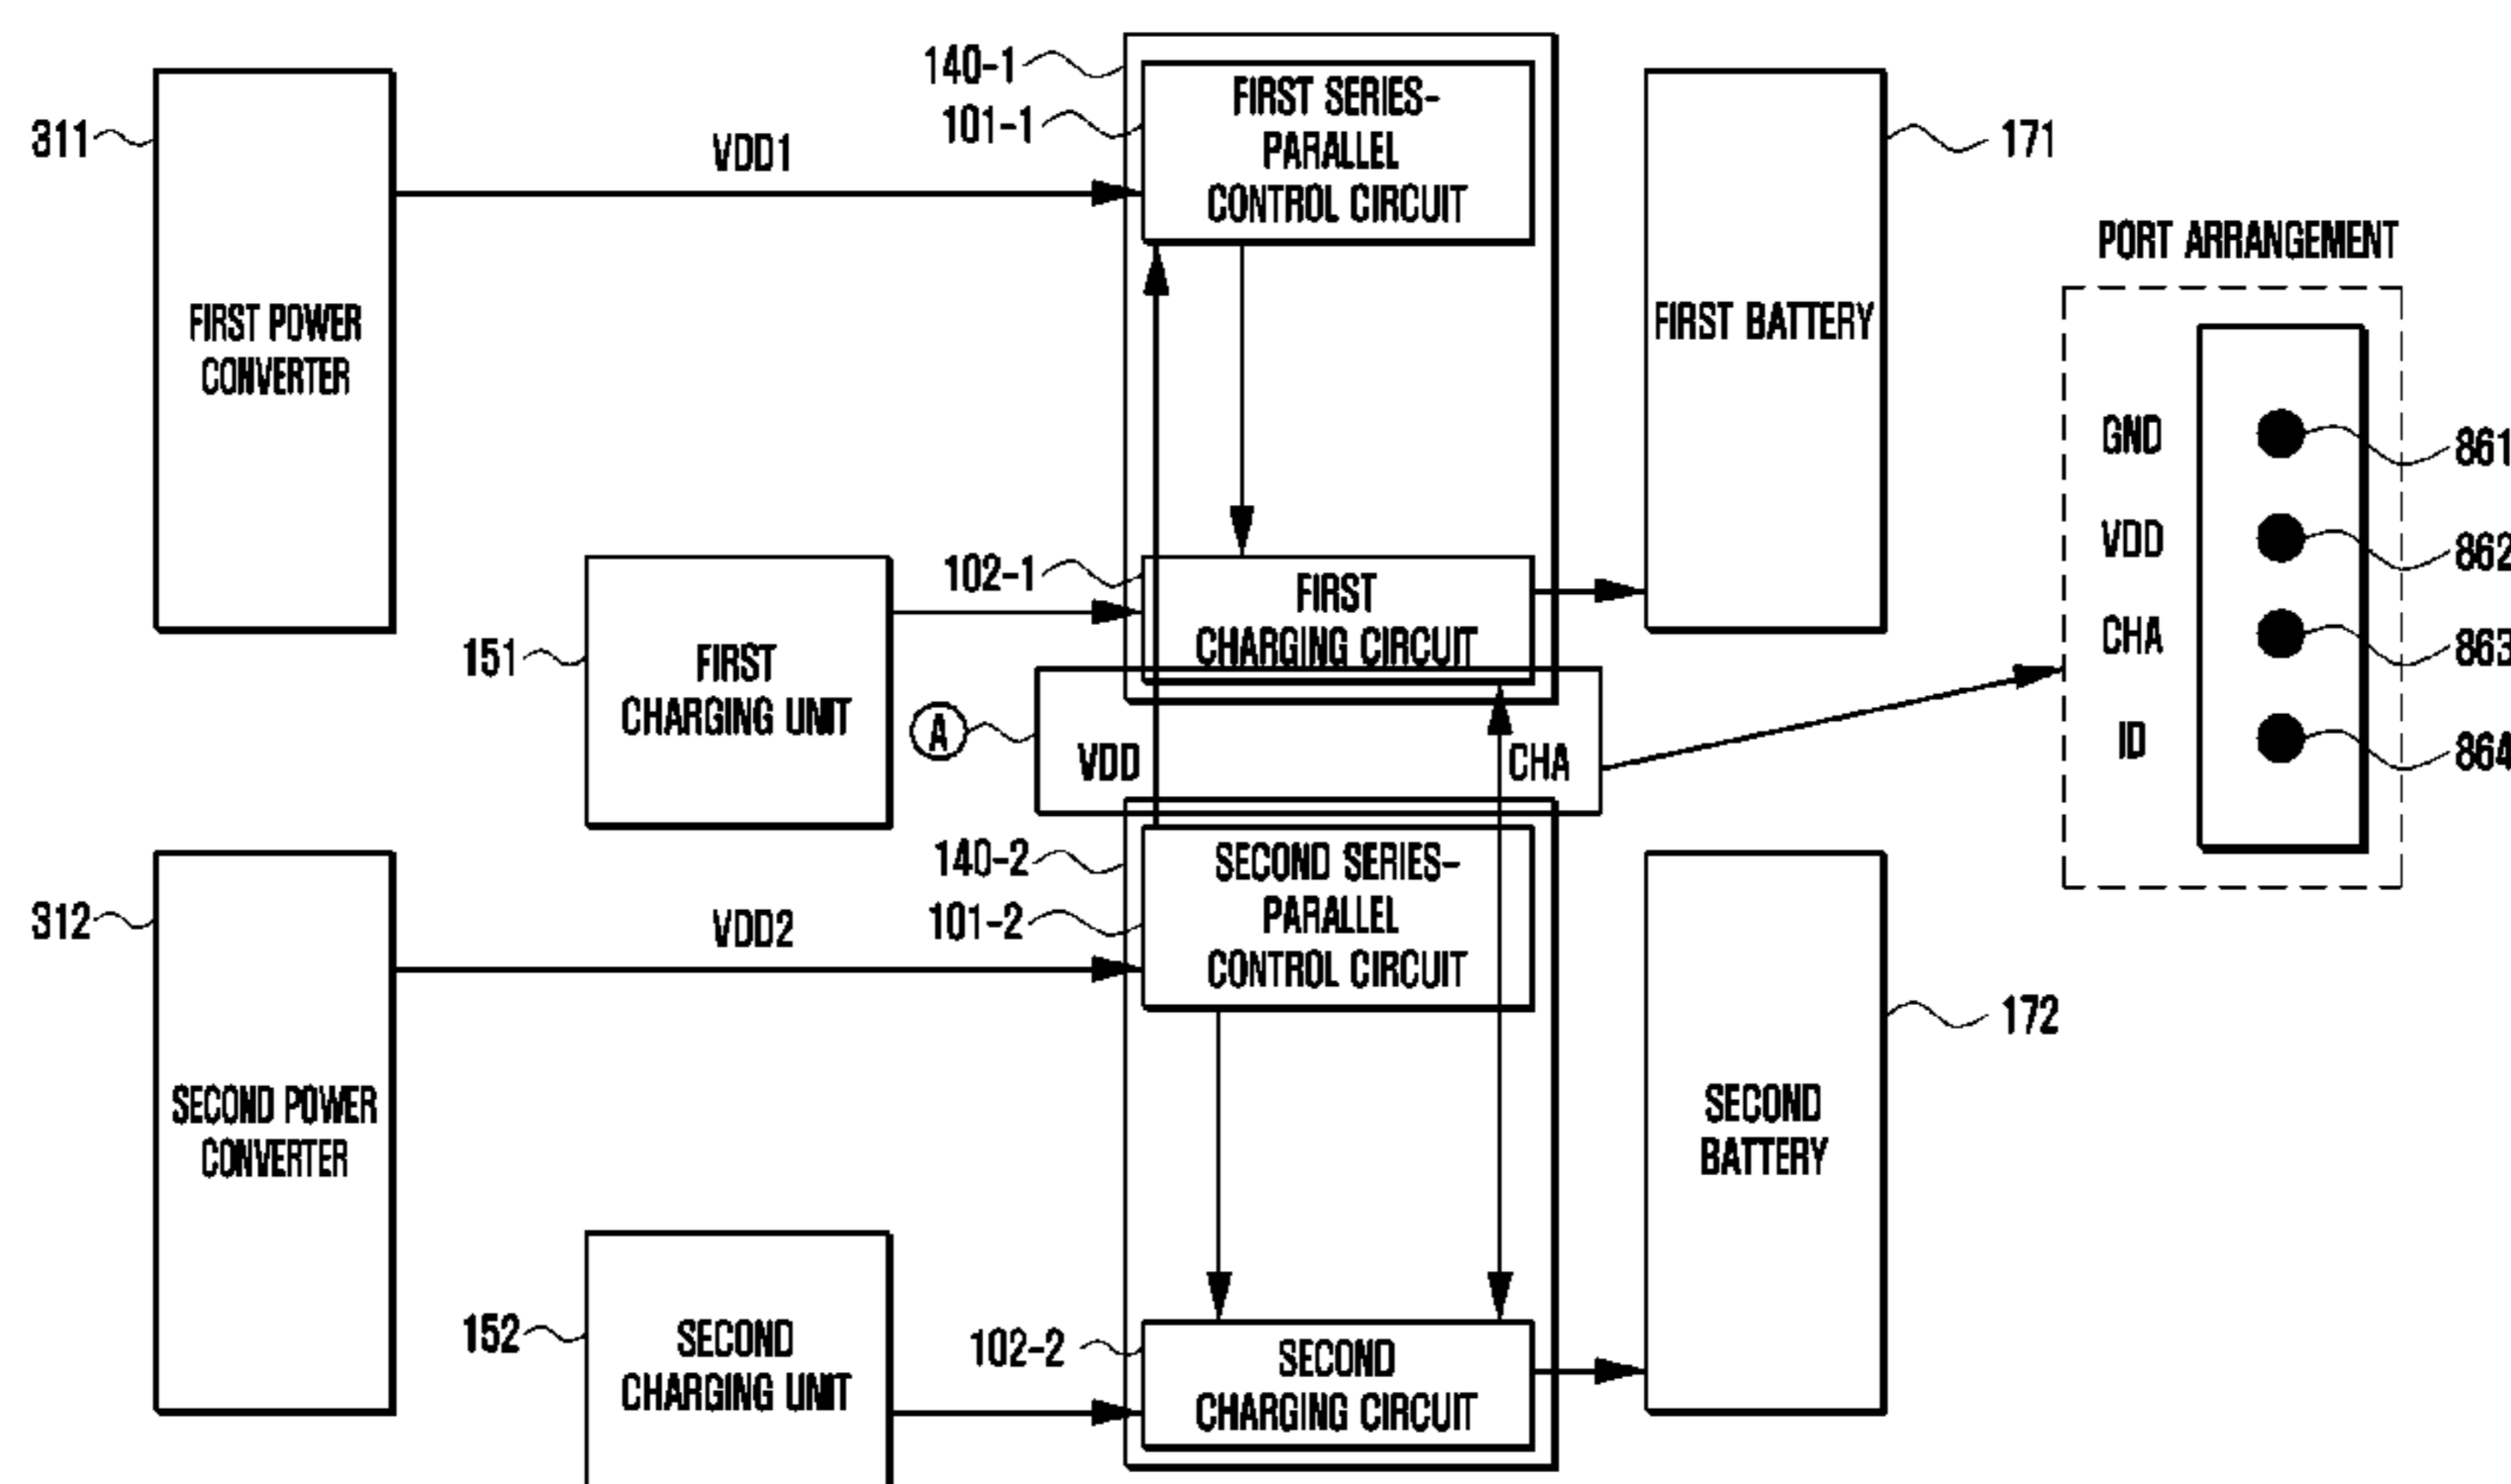 140-1
311
101-1
FIRST SERIES-
PARALLEL
CONTROL CIRCUIT
VDD1
171
FIRST POWER
CONVERTER
FIRST BATTERY
PORT ARRANGEMENT
GND
861
VDD
862
CHA
863
ID
864
151
FIRST
CHARGING UNIT
102-1
FIRST
CHARGING CIRCUIT
A
VDD
CHA
140-2
312
101-2
SECOND SERIES-
PARALLEL
CONTROL CIRCUIT
VDD2
172
SECOND POWER
CONVERTER
SECOND
BATTERY
152
SECOND
CHARGING UNIT
102-2
SECOND
CHARGING CIRCUIT